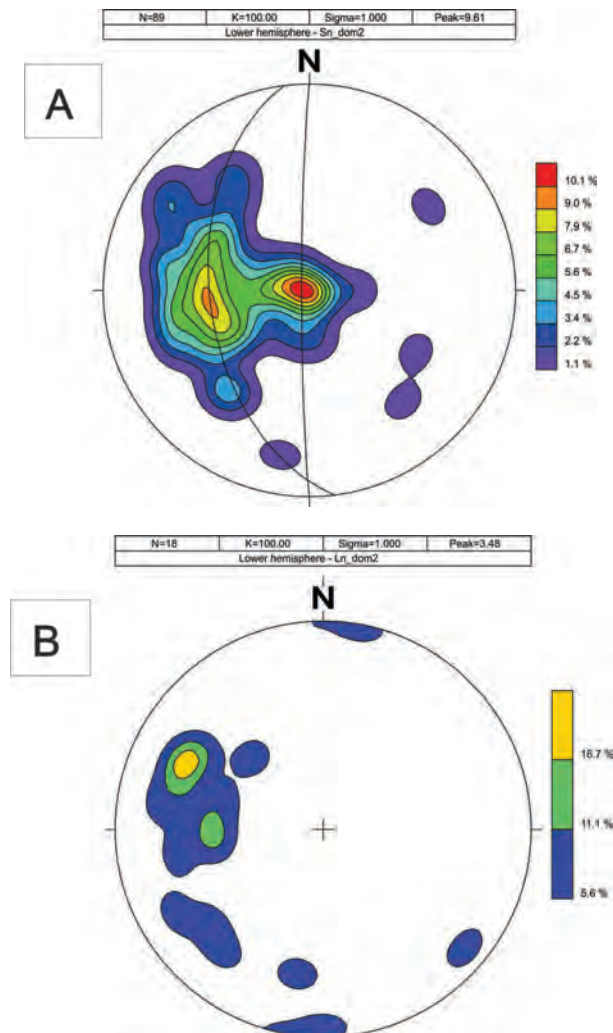 N=89 K=100.00 Sigma=1.000 Peak=9.61
Lower hemisphere - Sn_dom2
A
N
10.1 %
9.0 %
7.9 %
6.7 %
5.6 %
4.5 %
3.4 %
2.2 %
1.1 %
N=18 K=100.00 Sigma=1.000 Peak=3.48
Lower hemisphere - Ln_dom2
B
N
16.7 %
11.1 %
5.6 %